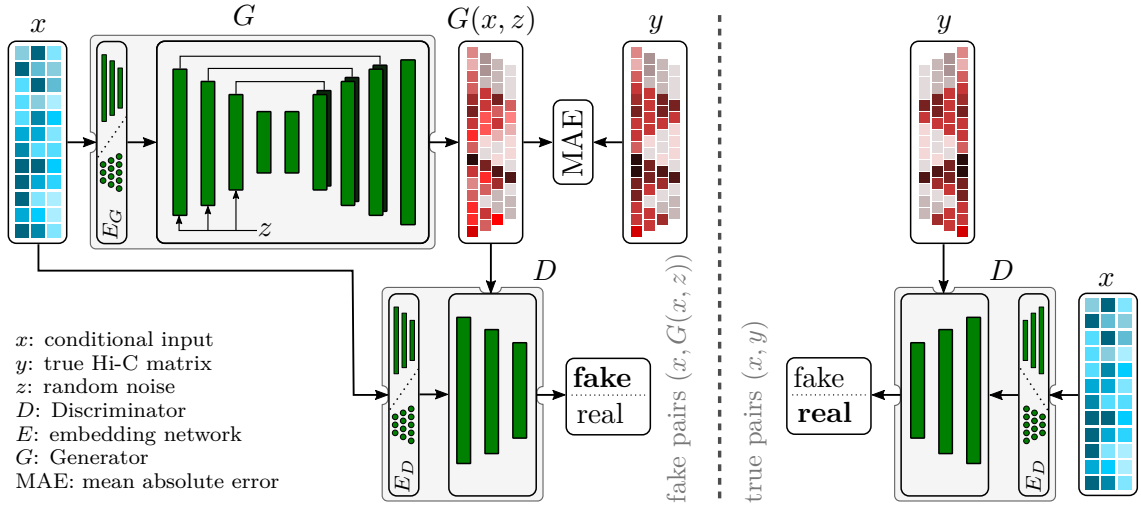 x
G
G(x, z)
y
y
MAE
E_G
z
D
D
x
x: conditional input
y: true Hi-C matrix
z: random noise
D: Discriminator
E: embedding network
G: Generator
MAE: mean absolute error
E_D
fake
real
fake pairs (x, G(x, z))
true pairs (x, y)
fake
real
E_D